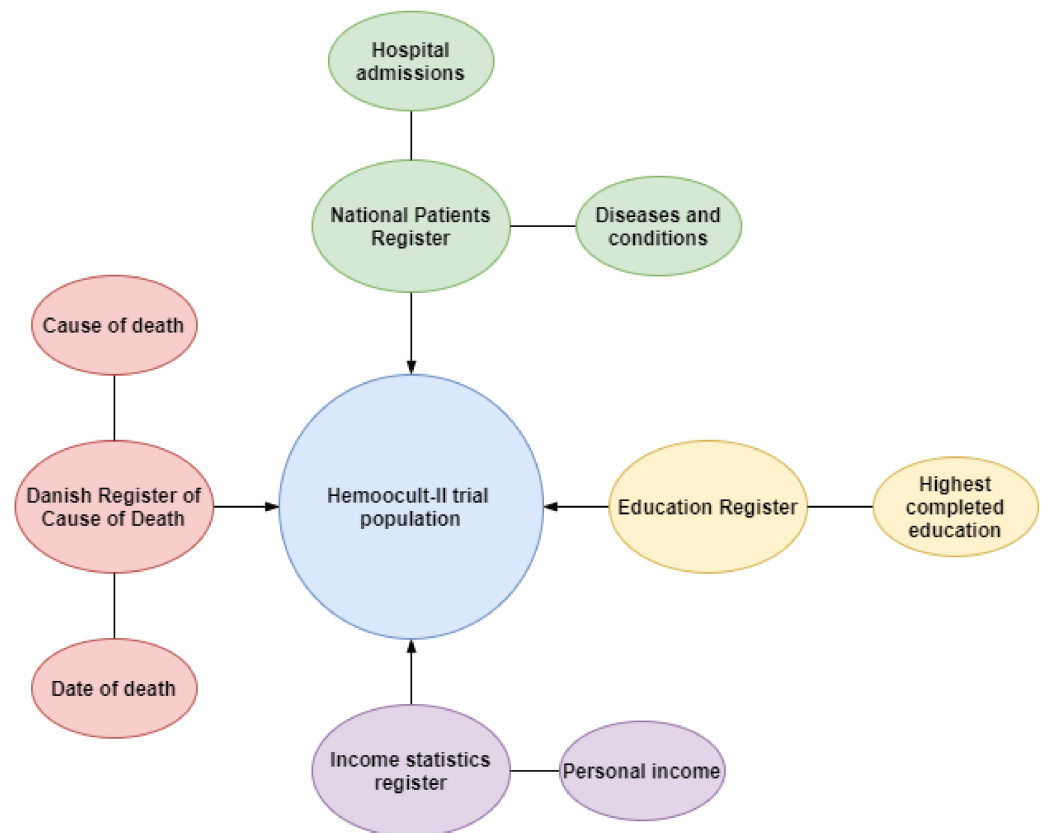 Hospital
admissions
National Patients
Register
Diseases and
conditions
Cause of death
Danish Register of
Cause of Death
Hemoocult-II trial
population
Education Register
Highest
completed
education
Date of death
Income statistics
register
Personal income